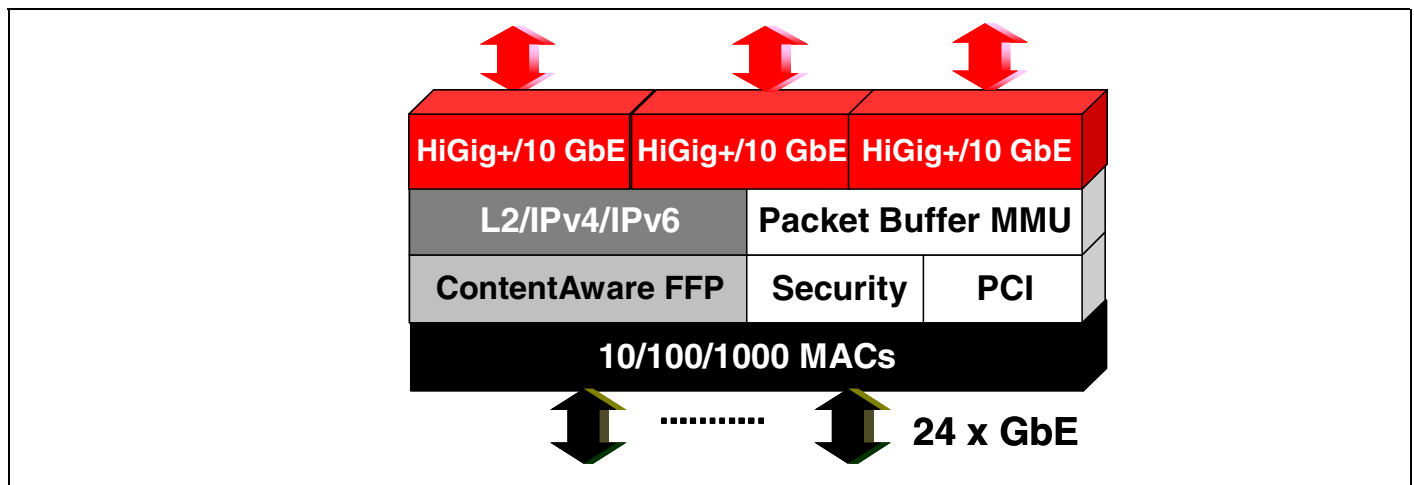 HiGig+/10 GbE HiGig+/10 GbE HiGig+/10 GbE
L2/IPv4/IPv6 Packet Buffer MMU
ContentAware FFP Security PCI
10/100/1000 MACs
24 x GbE